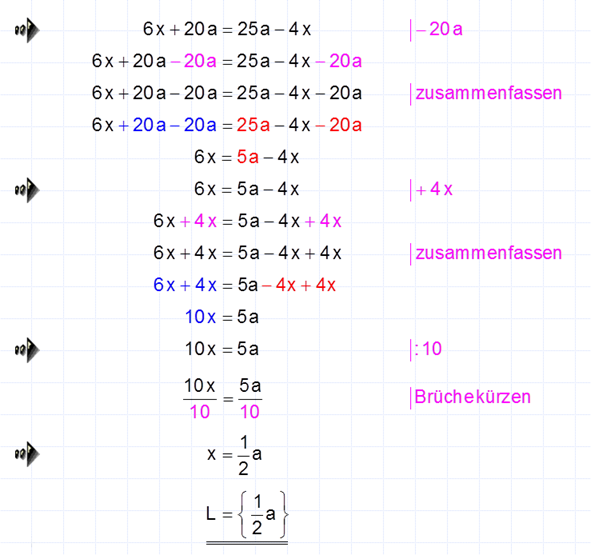 6x + 20a = 25a − 4x |− 20a
6x + 20a − 20a = 25a − 4x − 20a
6x + 20a − 20a = 25a − 4x − 20a |zusammenfassen
6x + 20a − 20a = 25a − 4x − 20a
6x = 5a − 4x
6x = 5a − 4x |+ 4x
6x + 4x = 5a − 4x + 4x
6x + 4x = 5a − 4x + 4x |zusammenfassen
6x + 4x = 5a − 4x + 4x
10x = 5a
10x = 5a |: 10
10x/10 = 5a/10 |Brüchekürzen
x = 1/2 a
L = {1/2 a}